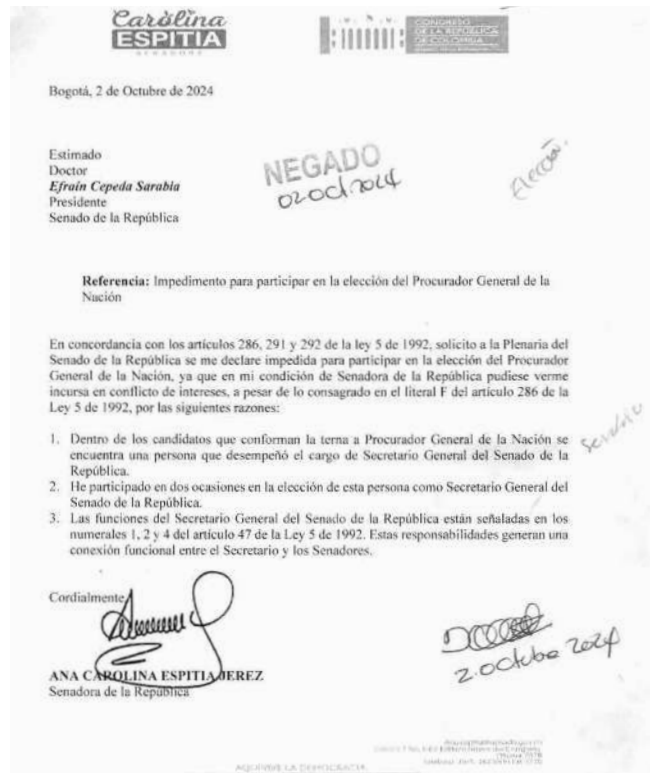 Carolina
ESPITIA
SENADORA
CONGRESO
DE LA REPÚBLICA
DE COLOMBIA
Bogotá, 2 de Octubre de 2024
Estimado
Doctor
Efraín Cepeda Sarabia
Presidente
Senado de la República
NEGADO
02 Oct 2024
Elección.
Referencia: Impedimento para participar en la elección del Procurador General de la
Nación
En concordancia con los artículos 286, 291 y 292 de la ley 5 de 1992, solicito a la Plenaria del
Senado de la República se me declare impedida para participar en la elección del Procurador
General de la Nación, ya que en mi condición de Senadora de la República pudiese verme
incursa en conflicto de intereses, a pesar de lo consagrado en el literal F del artículo 286 de la
Ley 5 de 1992, por las siguientes razones:
1. Dentro de los candidatos que conforman la terna a Procurador General de la Nación se
encuentra una persona que desempeñó el cargo de Secretario General del Senado de la
República.
2. He participado en dos ocasiones en la elección de esta persona como Secretario General del
Senado de la República.
3. Las funciones del Secretario General del Senado de la República están señaladas en los
numerales 1, 2 y 4 del artículo 47 de la Ley 5 de 1992. Estas responsabilidades generan una
conexión funcional entre el Secretario y los Senadores.
Cordialmente,
ANA CAROLINA ESPITIA JEREZ
Senadora de la República
2. Octubre 2024
AQUÍ VIVE LA DEMOCRACIA